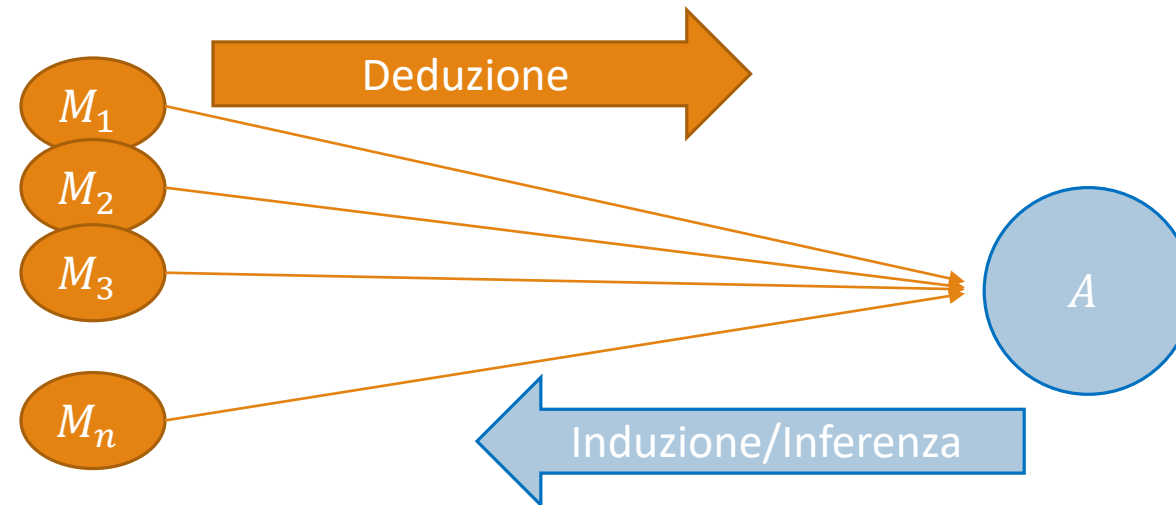 Deduzione
M₁
M₂
M₃
A
Mₙ
Induzione/Inferenza